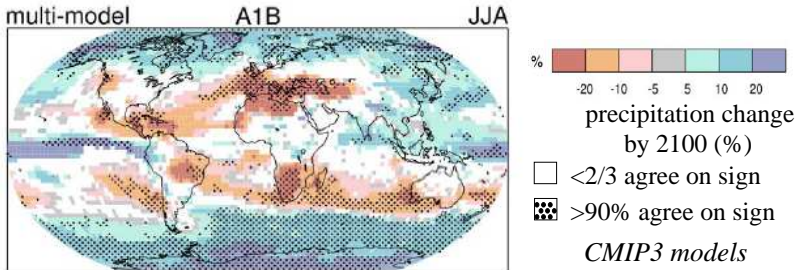 multi-model A1B JJA
%
-20 -10 -5 5 10 20
precipitation change
by 2100 (%)
<2/3 agree on sign
>90% agree on sign
CMIP3 models